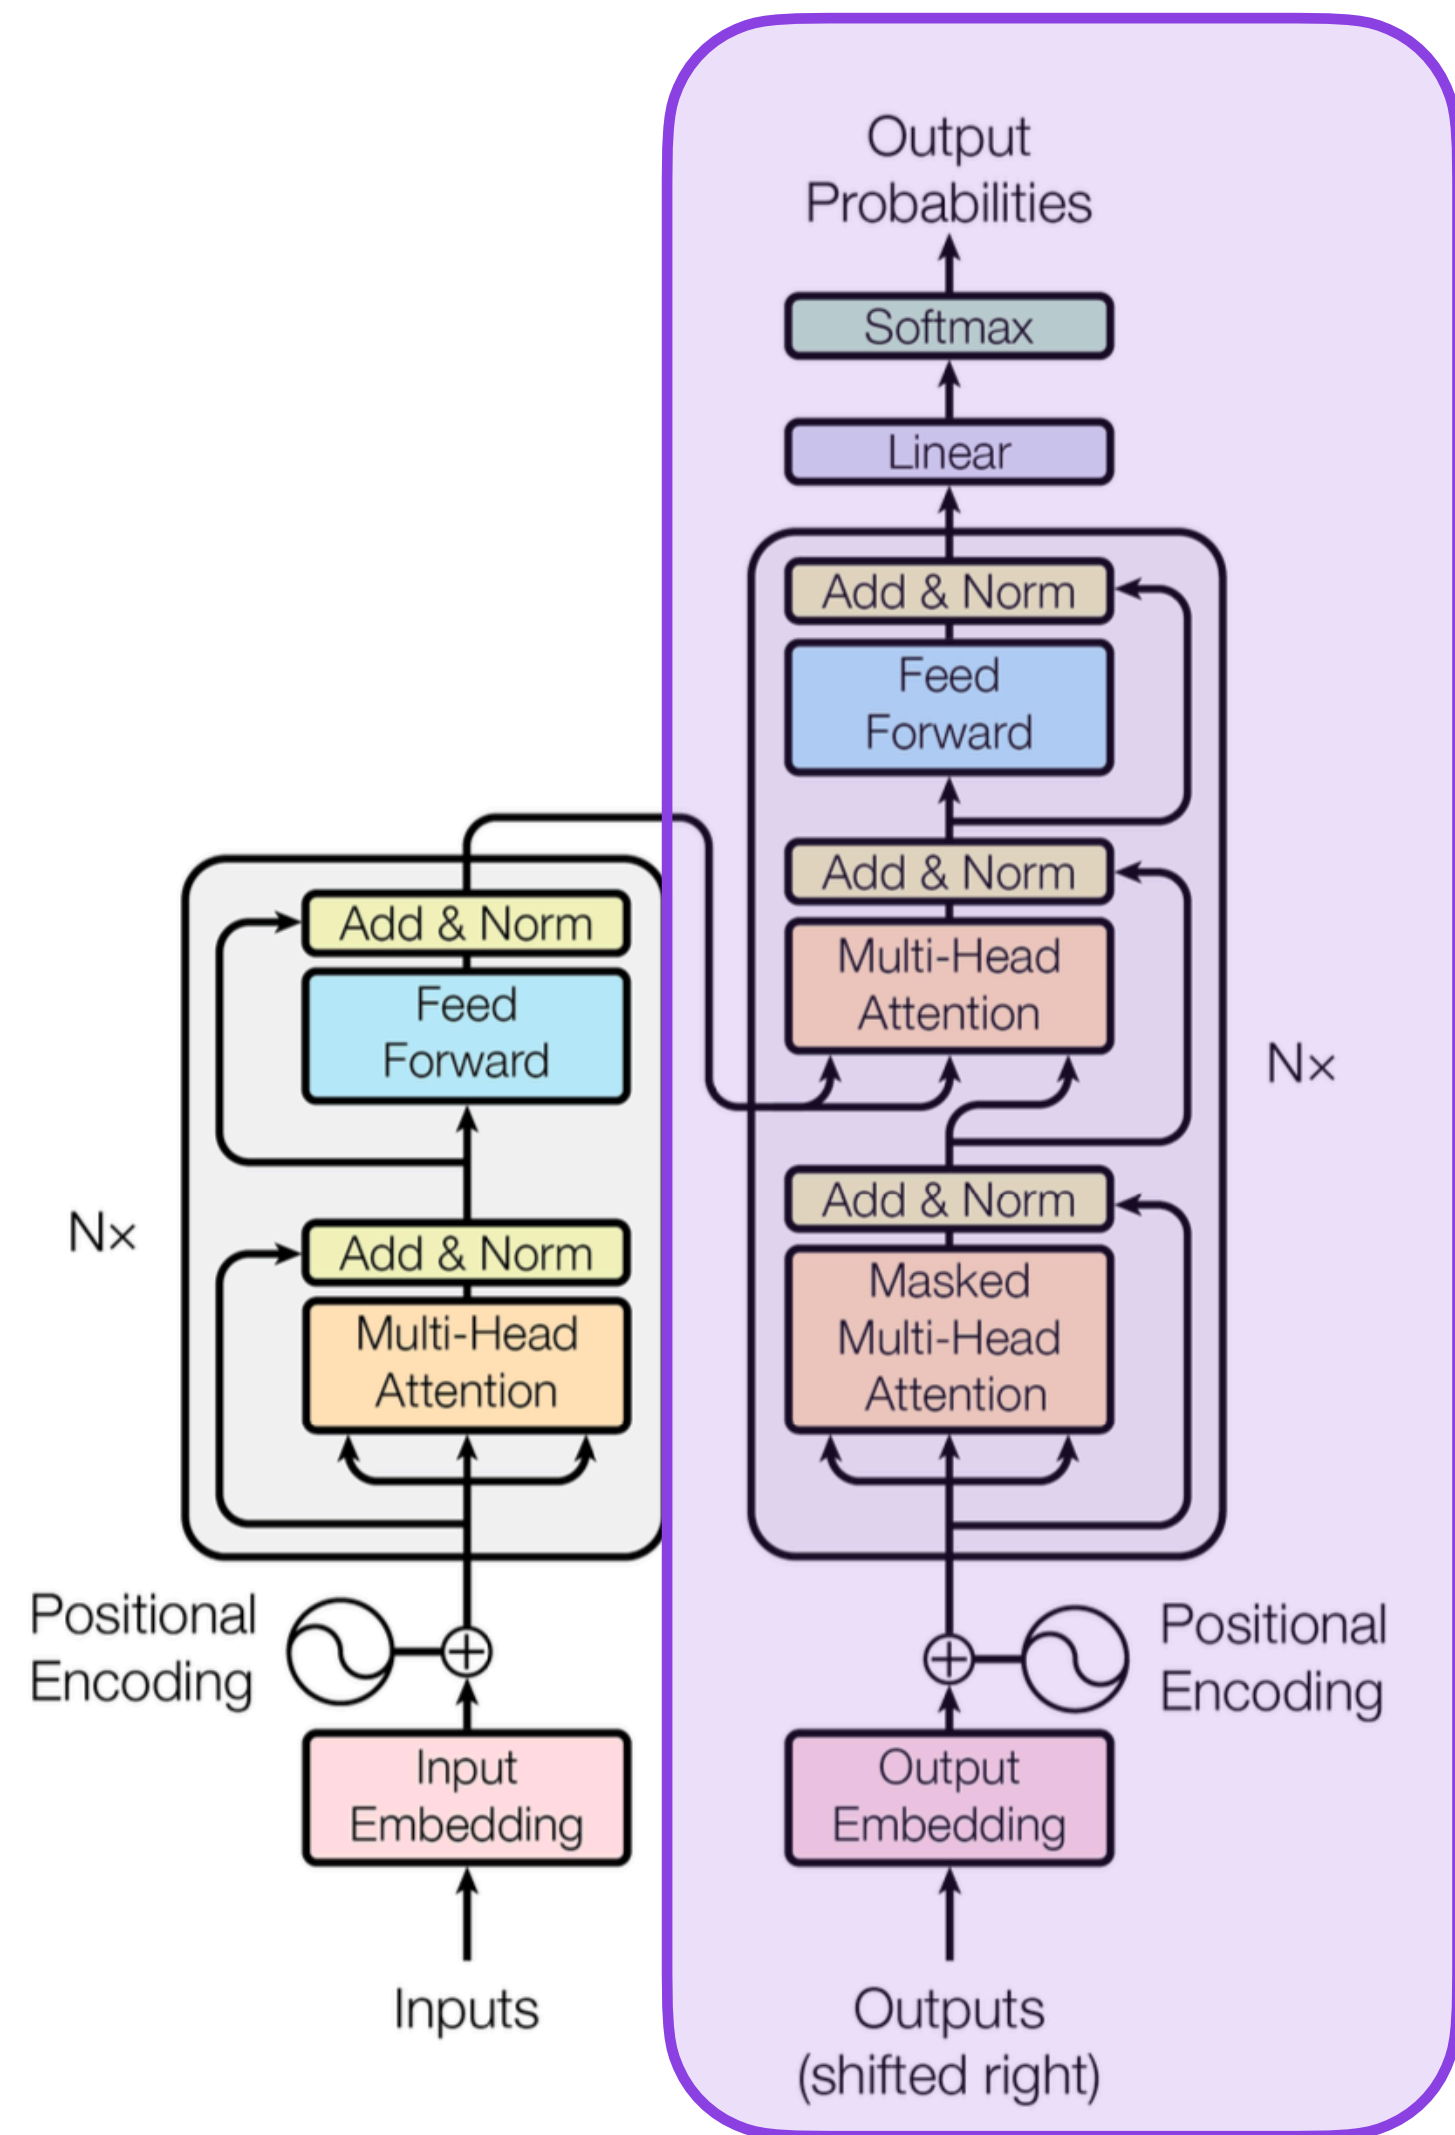 Output
Probabilities
Softmax
Linear
Add & Norm
Feed
Forward
Add & Norm
Multi-Head
Attention
Nx
Add & Norm
Masked
Multi-Head
Attention
Positional
Encoding
Output
Embedding
Outputs
(shifted right)
Add & Norm
Feed
Forward
Nx
Add & Norm
Multi-Head
Attention
Positional
Encoding
Input
Embedding
Inputs